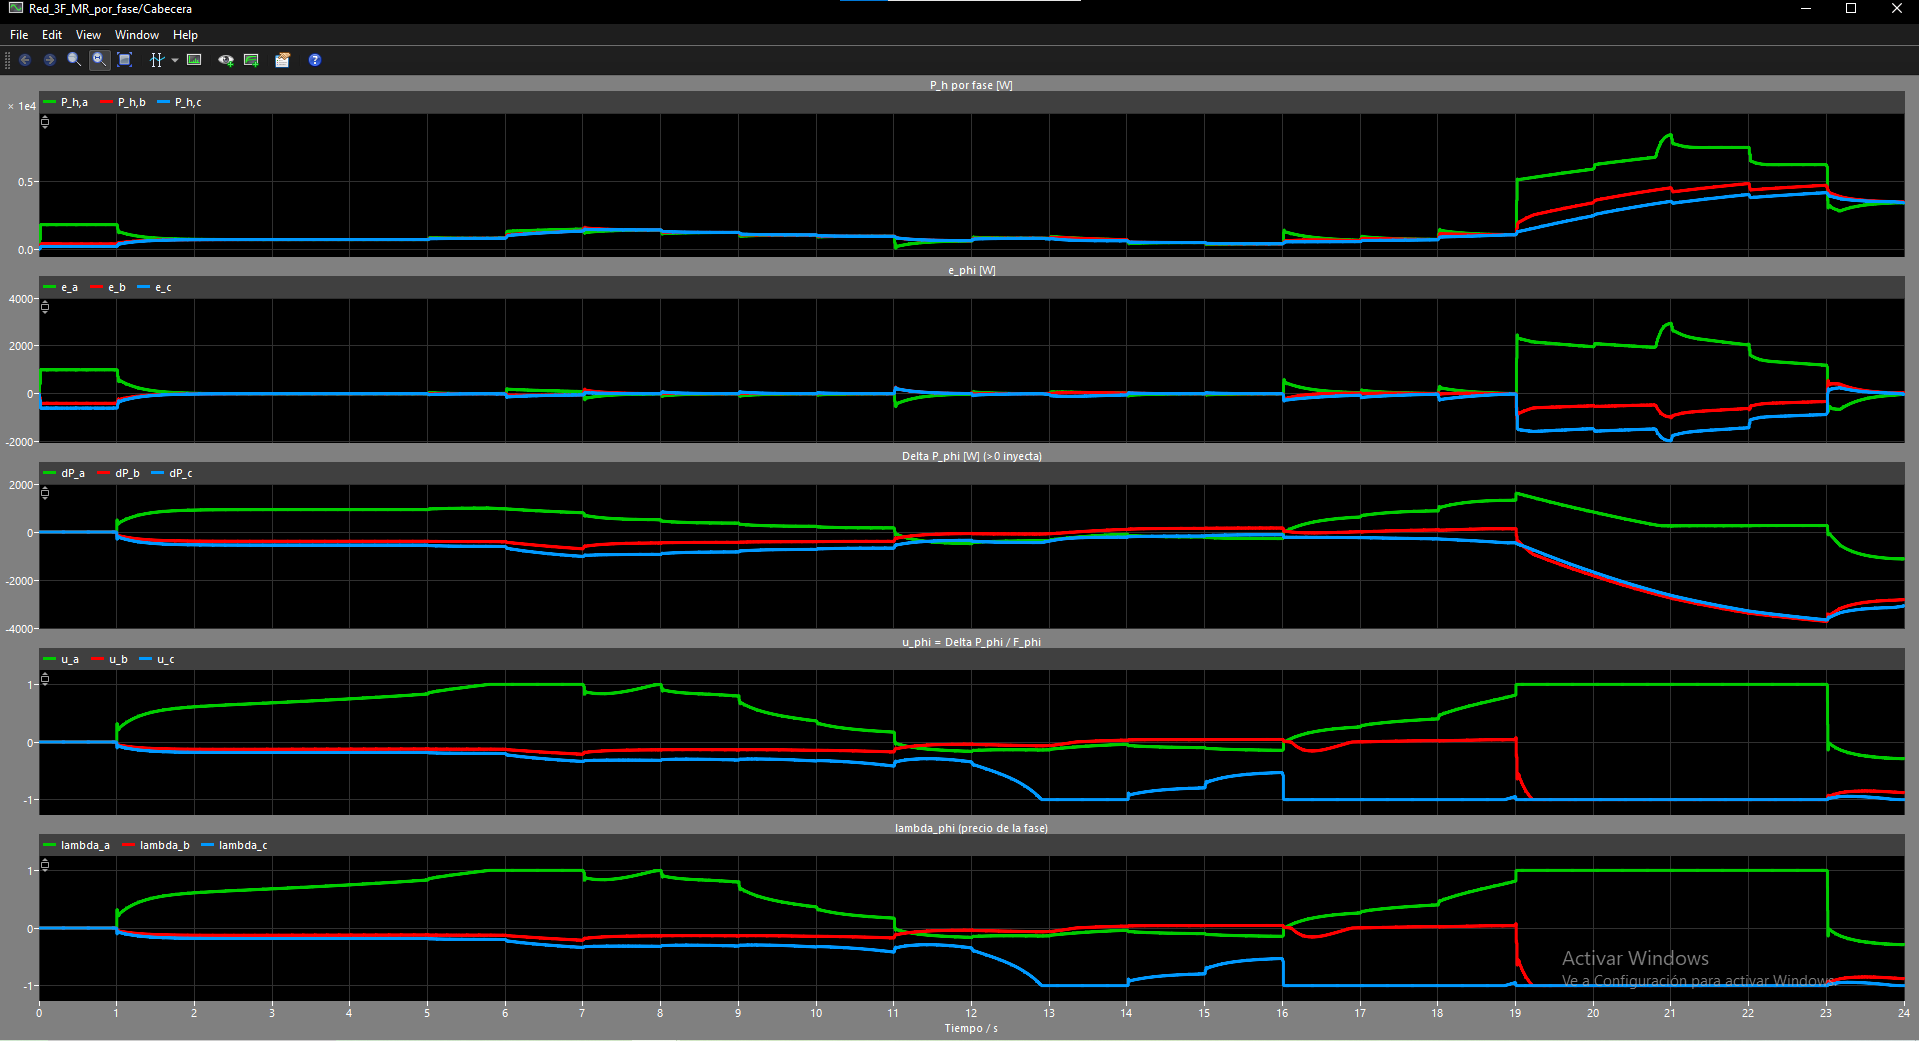 Red_3F_MR_por_fase/Cabecera
File Edit View Window Help
P_h por fase [W]
× 1e4
P_h,a P_h,b P_h,c
0.5
0.0
e_phi [W]
e_a e_b e_c
4000
2000
0
-2000
Delta P_phi [W] (>0 inyecta)
dP_a dP_b dP_c
2000
0
-2000
-4000
u_phi = Delta P_phi / F_phi
u_a u_b u_c
1
0
-1
lambda_phi (precio de la fase)
lambda_a lambda_b lambda_c
1
0
-1
Activar Windows
Ve a Configuración para activar Windows.
0 1 2 3 4 5 6 7 8 9 10 11 12 13 14 15 16 17 18 19 20 21 22 23 24
Tiempo / s